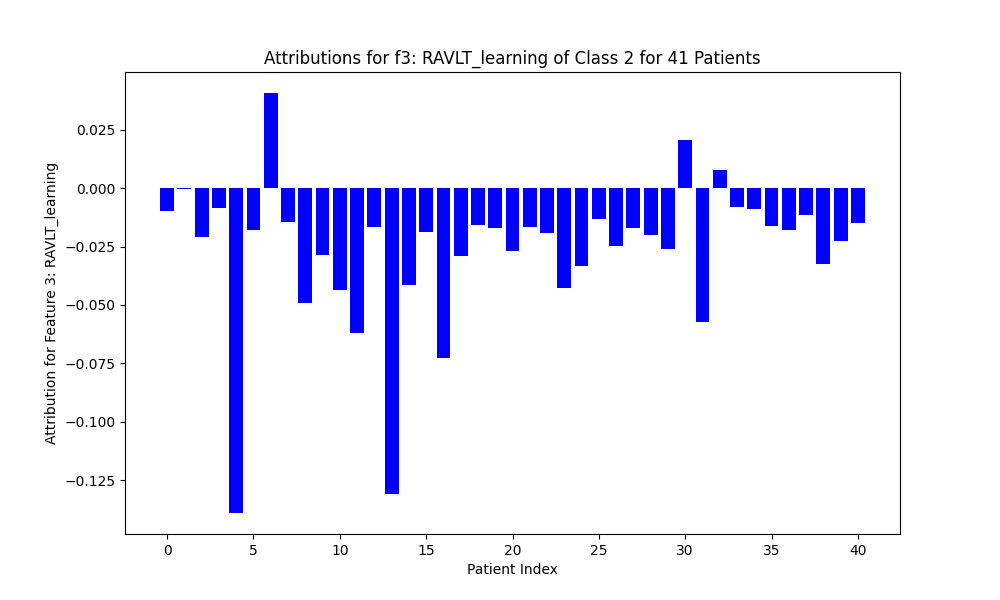 Attributions for f3: RAVLT_learning of Class 2 for 41 Patients
Attribution for Feature 3: RAVLT_learning
0.025
0.000
−0.025
−0.050
−0.075
−0.100
−0.125
0 5 10 15 20 25 30 35 40
Patient Index